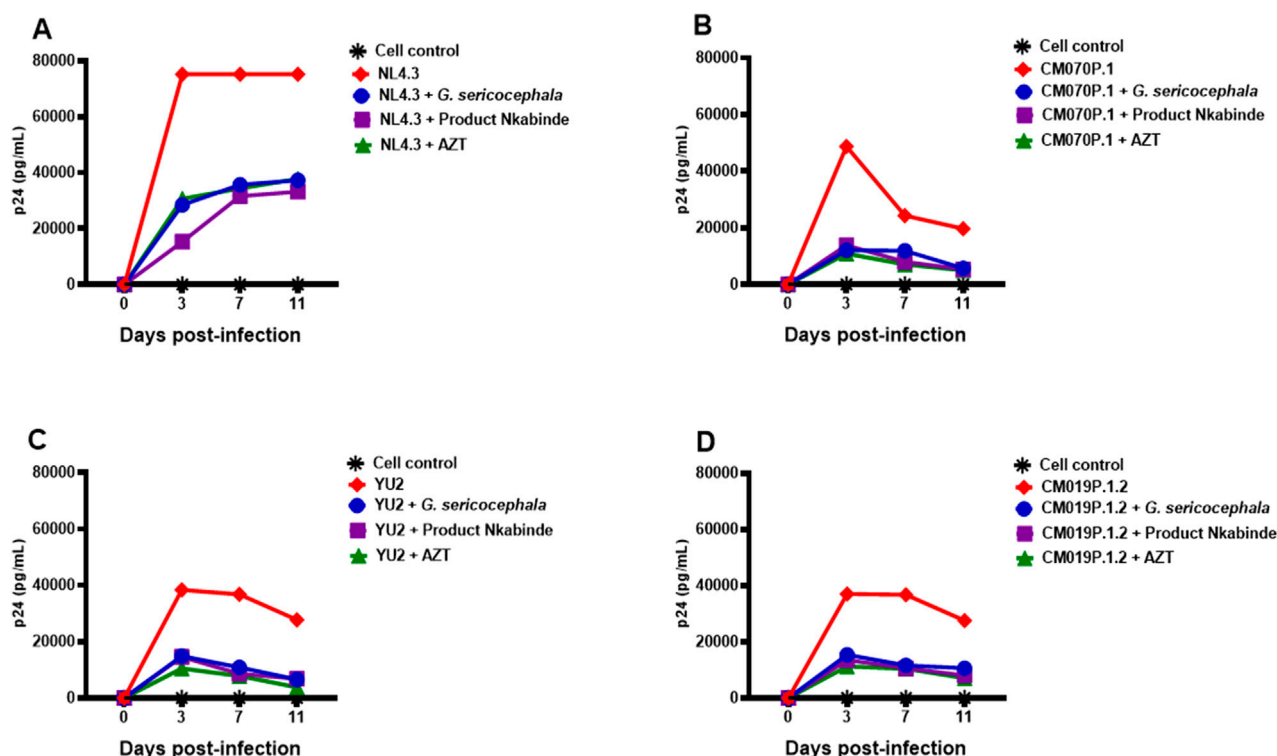 A
Cell control
NL4.3
NL4.3 + G. sericocephala
NL4.3 + Product Nkabinde
NL4.3 + AZT
80000
60000
40000
20000
0
p24 (pg/mL)
0 3 7 11
Days post-infection
B
Cell control
CM070P.1
CM070P.1 + G. sericocephala
CM070P.1 + Product Nkabinde
CM070P.1 + AZT
80000
60000
40000
20000
0
p24 (pg/mL)
0 3 7 11
Days post-infection
C
Cell control
YU2
YU2 + G. sericocephala
YU2 + Product Nkabinde
YU2 + AZT
80000
60000
40000
20000
0
p24 (pg/mL)
0 3 7 11
Days post-infection
D
Cell control
CM019P.1.2
CM019P.1.2 + G. sericocephala
CM019P.1.2 + Product Nkabinde
CM019P.1.2 + AZT
80000
60000
40000
20000
0
p24 (pg/mL)
0 3 7 11
Days post-infection